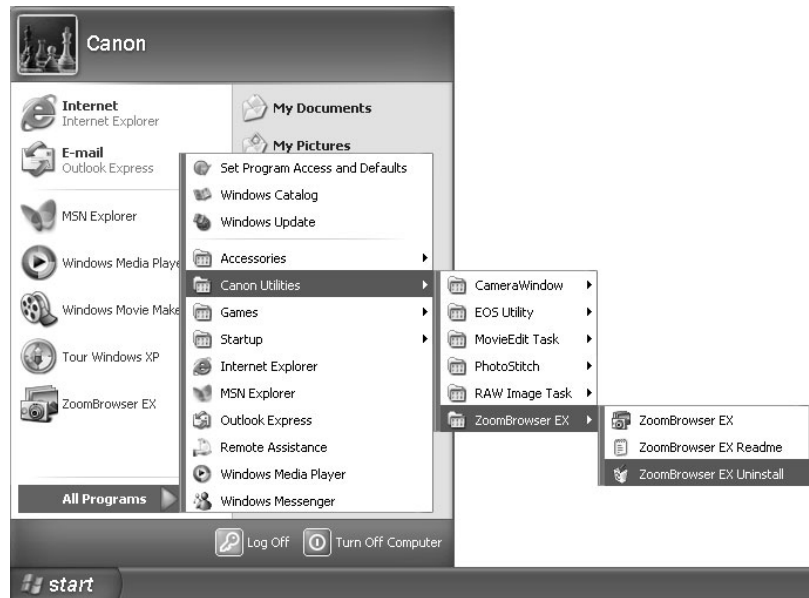 Canon
Internet
Internet Explorer
E-mail
Outlook Express
MSN Explorer
Windows Media Playe
Windows Movie Make
Tour Windows XP
ZoomBrowser EX
All Programs
My Documents
My Pictures
Set Program Access and Defaults
Windows Catalog
Windows Update
Accessories
Canon Utilities
Games
Startup
Internet Explorer
MSN Explorer
Outlook Express
Remote Assistance
Windows Media Player
Windows Messenger
CameraWindow
EOS Utility
MovieEdit Task
PhotoStitch
RAW Image Task
ZoomBrowser EX
ZoomBrowser EX
ZoomBrowser EX Readme
ZoomBrowser EX Uninstall
Log Off
Turn Off Computer
start